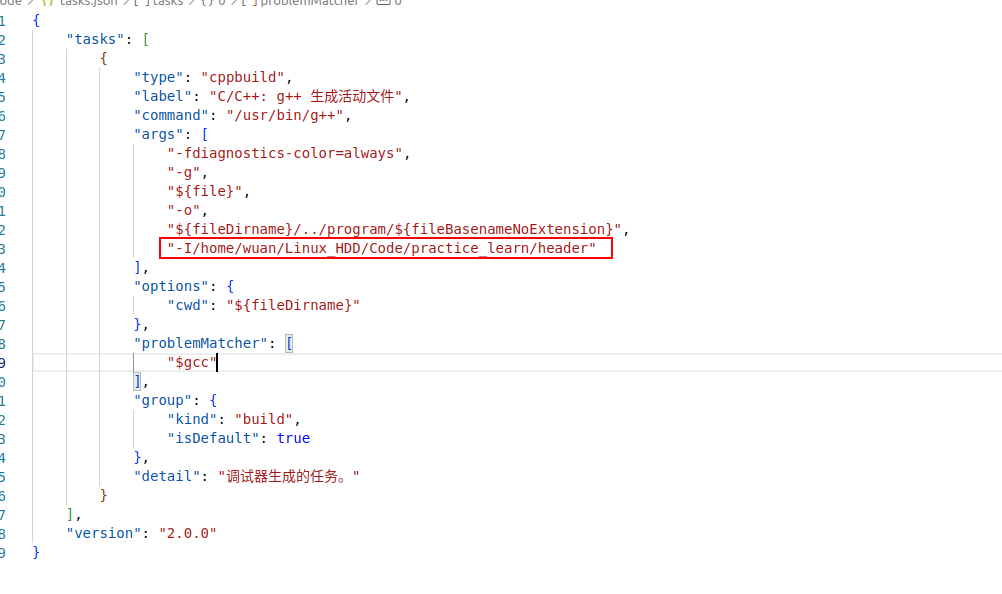 ode > {} tasks.json > [ ] tasks > {} 0 > [ ] problemMatcher > 0
1 {
2 "tasks": [
3 {
4 "type": "cppbuild",
5 "label": "C/C++: g++ 生成活动文件",
6 "command": "/usr/bin/g++",
7 "args": [
8 "-fdiagnostics-color=always",
9 "-g",
0 "${file}",
1 "-o",
2 "${fileDirname}/../program/${fileBasenameNoExtension}",
3 "-I/home/wuan/Linux_HDD/Code/practice_learn/header"
4 ],
5 "options": {
6 "cwd": "${fileDirname}"
7 },
8 "problemMatcher": [
9 "$gcc"
0 ],
1 "group": {
2 "kind": "build",
3 "isDefault": true
4 },
5 "detail": "调试器生成的任务。"
6 }
7 ],
8 "version": "2.0.0"
9 }